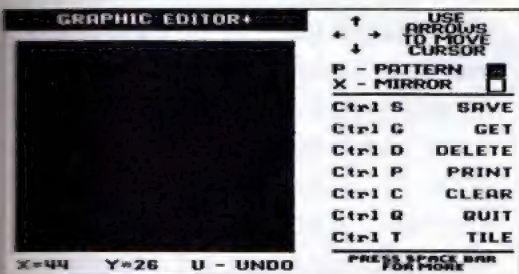 GRAPHIC EDITOR+
USE
ARROWS
TO MOVE
CURSOR
P - PATTERN
X - MIRROR
Ctrl S SAVE
Ctrl G GET
Ctrl D DELETE
Ctrl P PRINT
Ctrl C CLEAR
Ctrl Q QUIT
Ctrl T TILE
X=44 Y=26 U - UNDO
PRESS SPACE BAR
FOR MORE